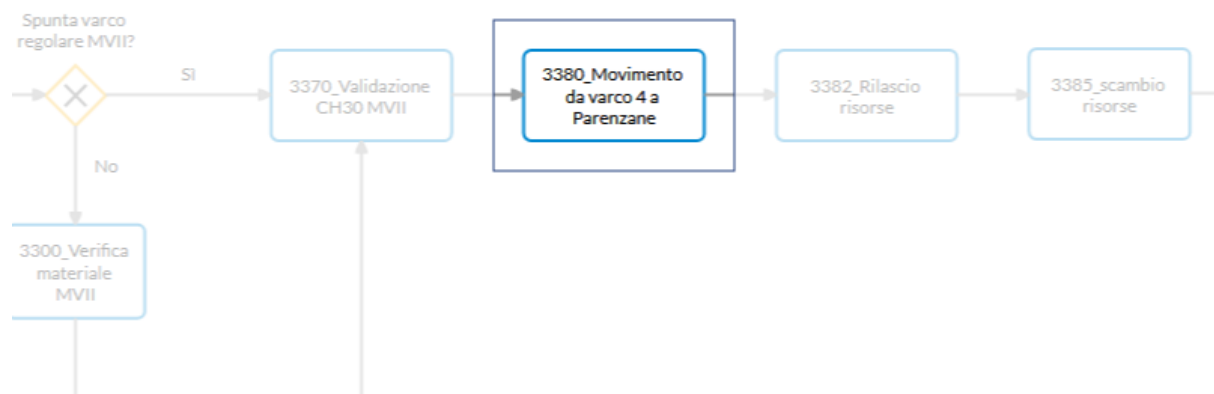 Spunta varco
regolare MVII?
Sì
No
3370_Validazione
CH30 MVII
3380_Movimento
da varco 4 a
Parenzane
3382_Rilascio
risorse
3385_scambio
risorse
3300_Verifica
materiale
MVII